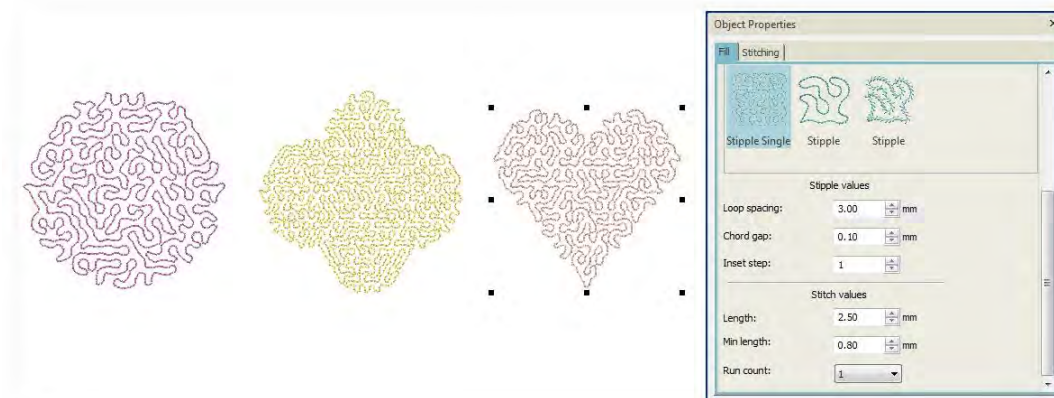 Object Properties
Fill Stitching
Stipple Single Stipple Stipple
Stipple values
Loop spacing: 3.00 mm
Chord gap: 0.10 mm
Inset step: 1
Stitch values
Length: 2.50 mm
Min length: 0.80 mm
Run count: 1